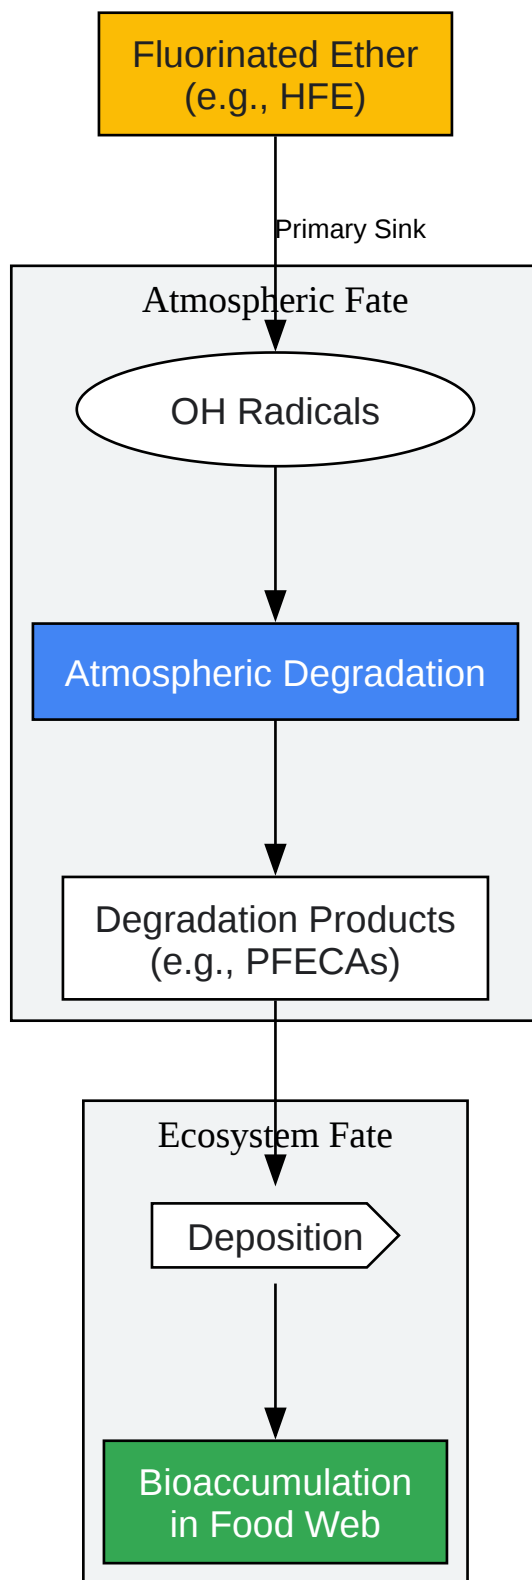 Fluorinated Ether
(e.g., HFE)
Primary Sink
Atmospheric Fate
OH Radicals
Atmospheric Degradation
Degradation Products
(e.g., PFECAs)
Ecosystem Fate
Deposition
Bioaccumulation
in Food Web